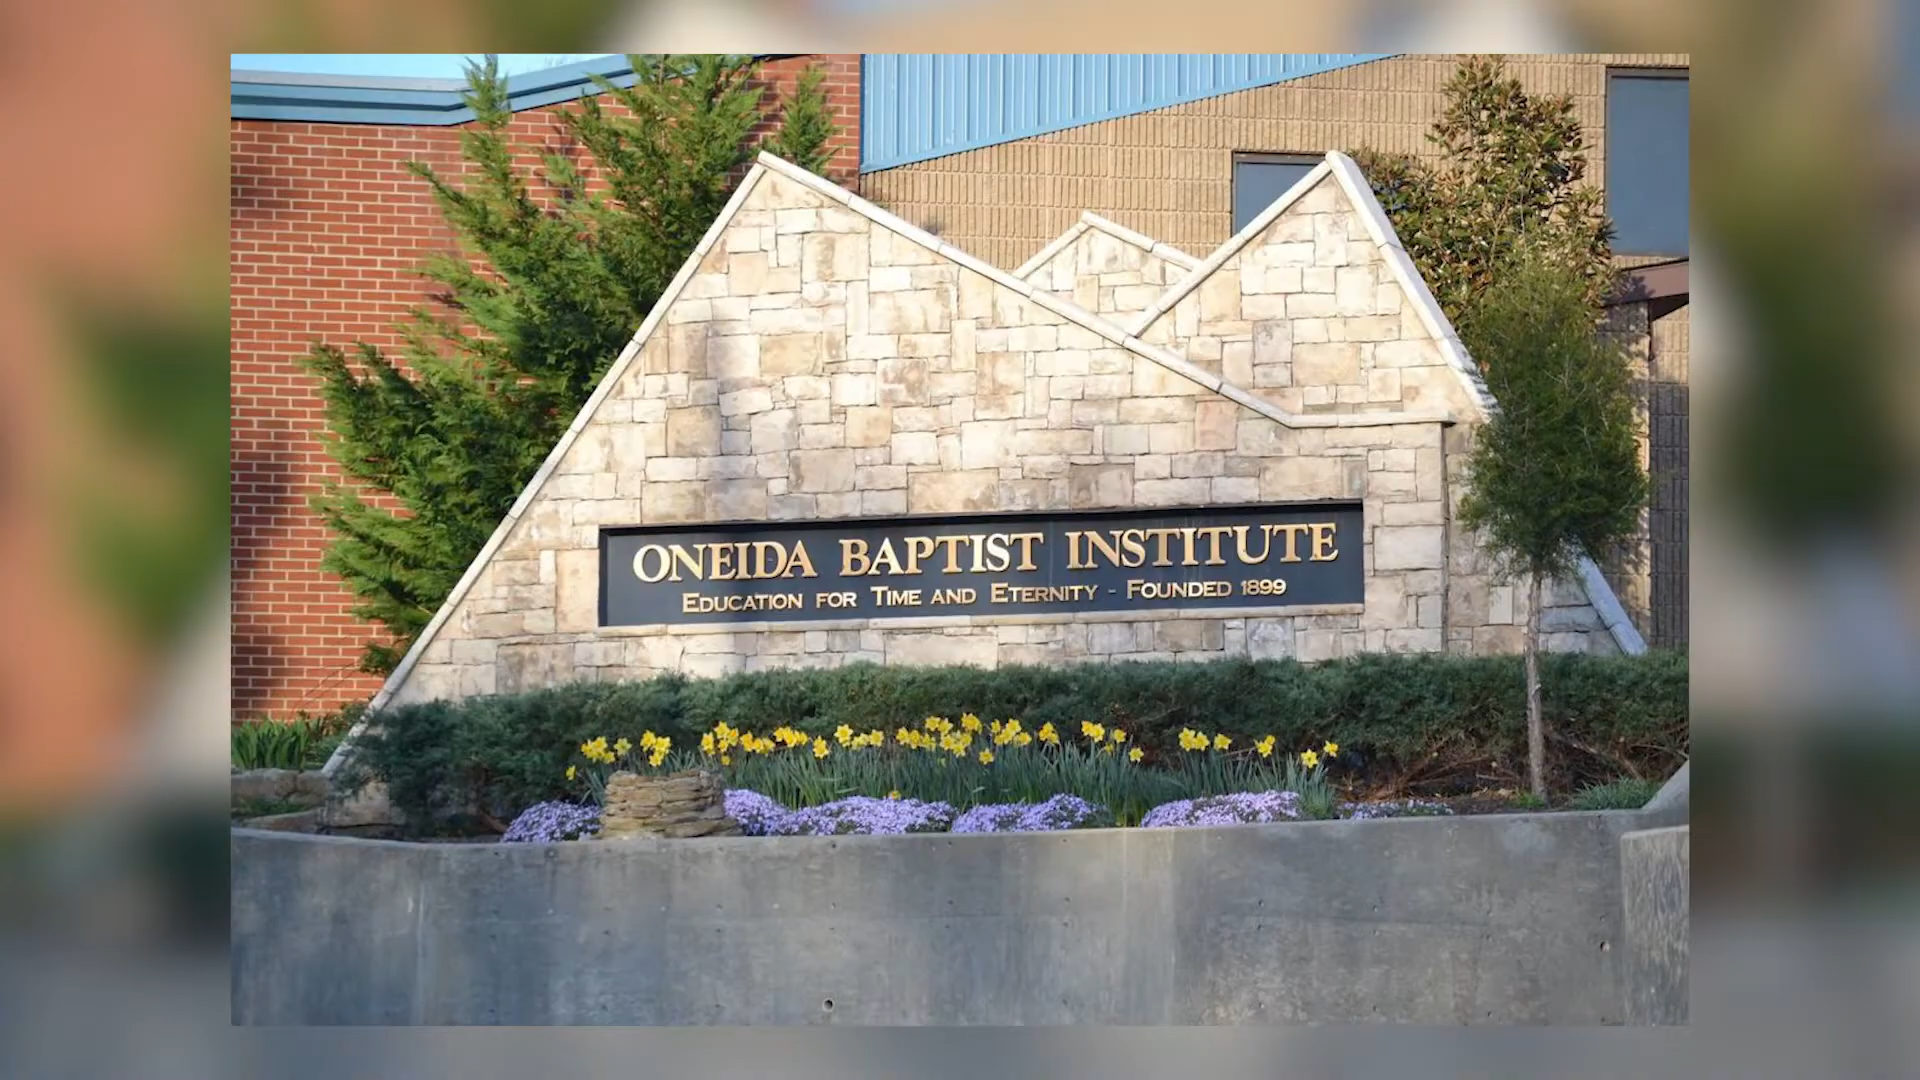 ONEIDA BAPTIST INSTITUTE
EDUCATION FOR TIME AND ETERNITY - FOUNDED 1899